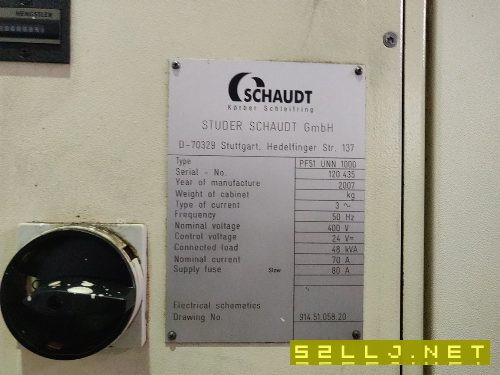 HENGSTLER
SCHAUDT
Körber Schleifring
STUDER SCHAUDT GmbH
D-70329 Stuttgart, Hedelfinger Str. 137
Type PF51 UNN 1000
Serial - No. 120 435
Year of manufacture 2007
Weight of cabinet kg
Type of current 3 ~
Frequency 50 Hz
Nominal voltage 400 V
Control voltage 24 V=
Connected load 48 kVA
Nominal current 70 A
Supply fuse Slow 80 A
Electrical schematics
Drawing No. 914.51.058.20
52LLJ.NET